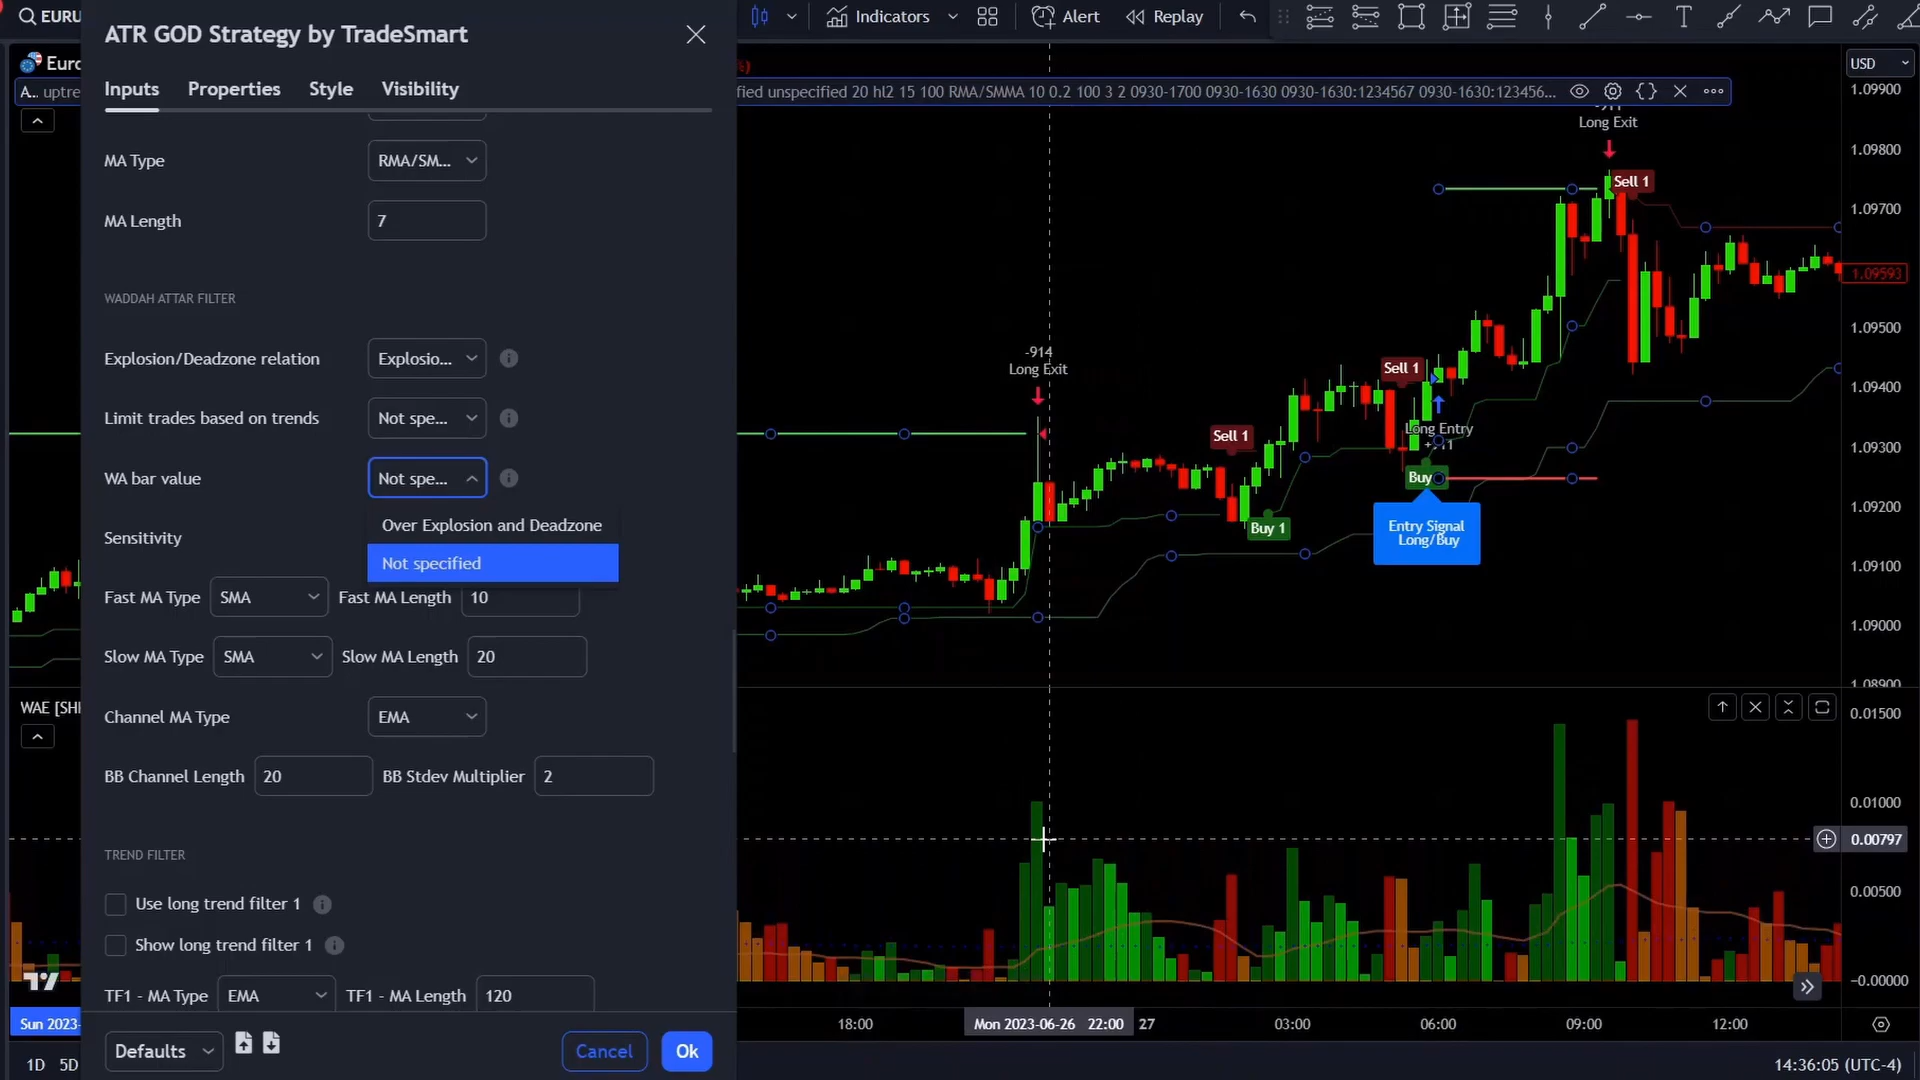 EURU
ATR GOD Strategy by TradeSmart
Indicators
Alert
Replay
USD
Inputs
Properties
Style
Visibility
Euro
A.. uptre
fied unspecified 20 hl2 15 100 RMA/SMMA 10 0.2 100 3 2 0930-1700 0930-1630 0930-1630:1234567 0930-1630:123456...
MA Type
RMA/SM...
MA Length
7
WADDAH ATTAR FILTER
Explosion/Deadzone relation
Explosio...
Limit trades based on trends
Not spe...
WA bar value
Not spe...
Over Explosion and Deadzone
Not specified
Sensitivity
Fast MA Type
SMA
Fast MA Length
10
Slow MA Type
SMA
Slow MA Length
20
Channel MA Type
EMA
BB Channel Length
20
BB Stdev Multiplier
2
TREND FILTER
Use long trend filter 1
Show long trend filter 1
TF1 - MA Type
EMA
TF1 - MA Length
120
Defaults
Cancel
Ok
WAE [SHI
Sun 2023-
1D
5D
-914
Long Exit
Sell 1
Buy 1
Sell 1
Long Entry
Buy
Entry Signal
Long/Buy
Long Exit
Sell 1
1.09900
1.09800
1.09700
1.09593
1.09500
1.09400
1.09300
1.09200
1.09100
1.09000
1.08900
0.01500
0.01000
0.00797
0.00500
-0.00000
18:00
Mon 2023-06-26 22:00
27
03:00
06:00
09:00
12:00
14:36:05 (UTC-4)